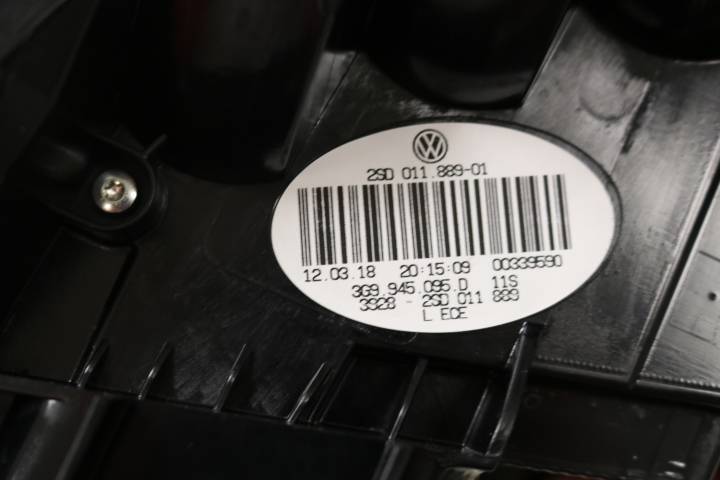 2SD 011.889-01
12.03.18 20:15:09 00339590
3G9.945.095.D 11S
3928 - 2SD 011 889
L ECE